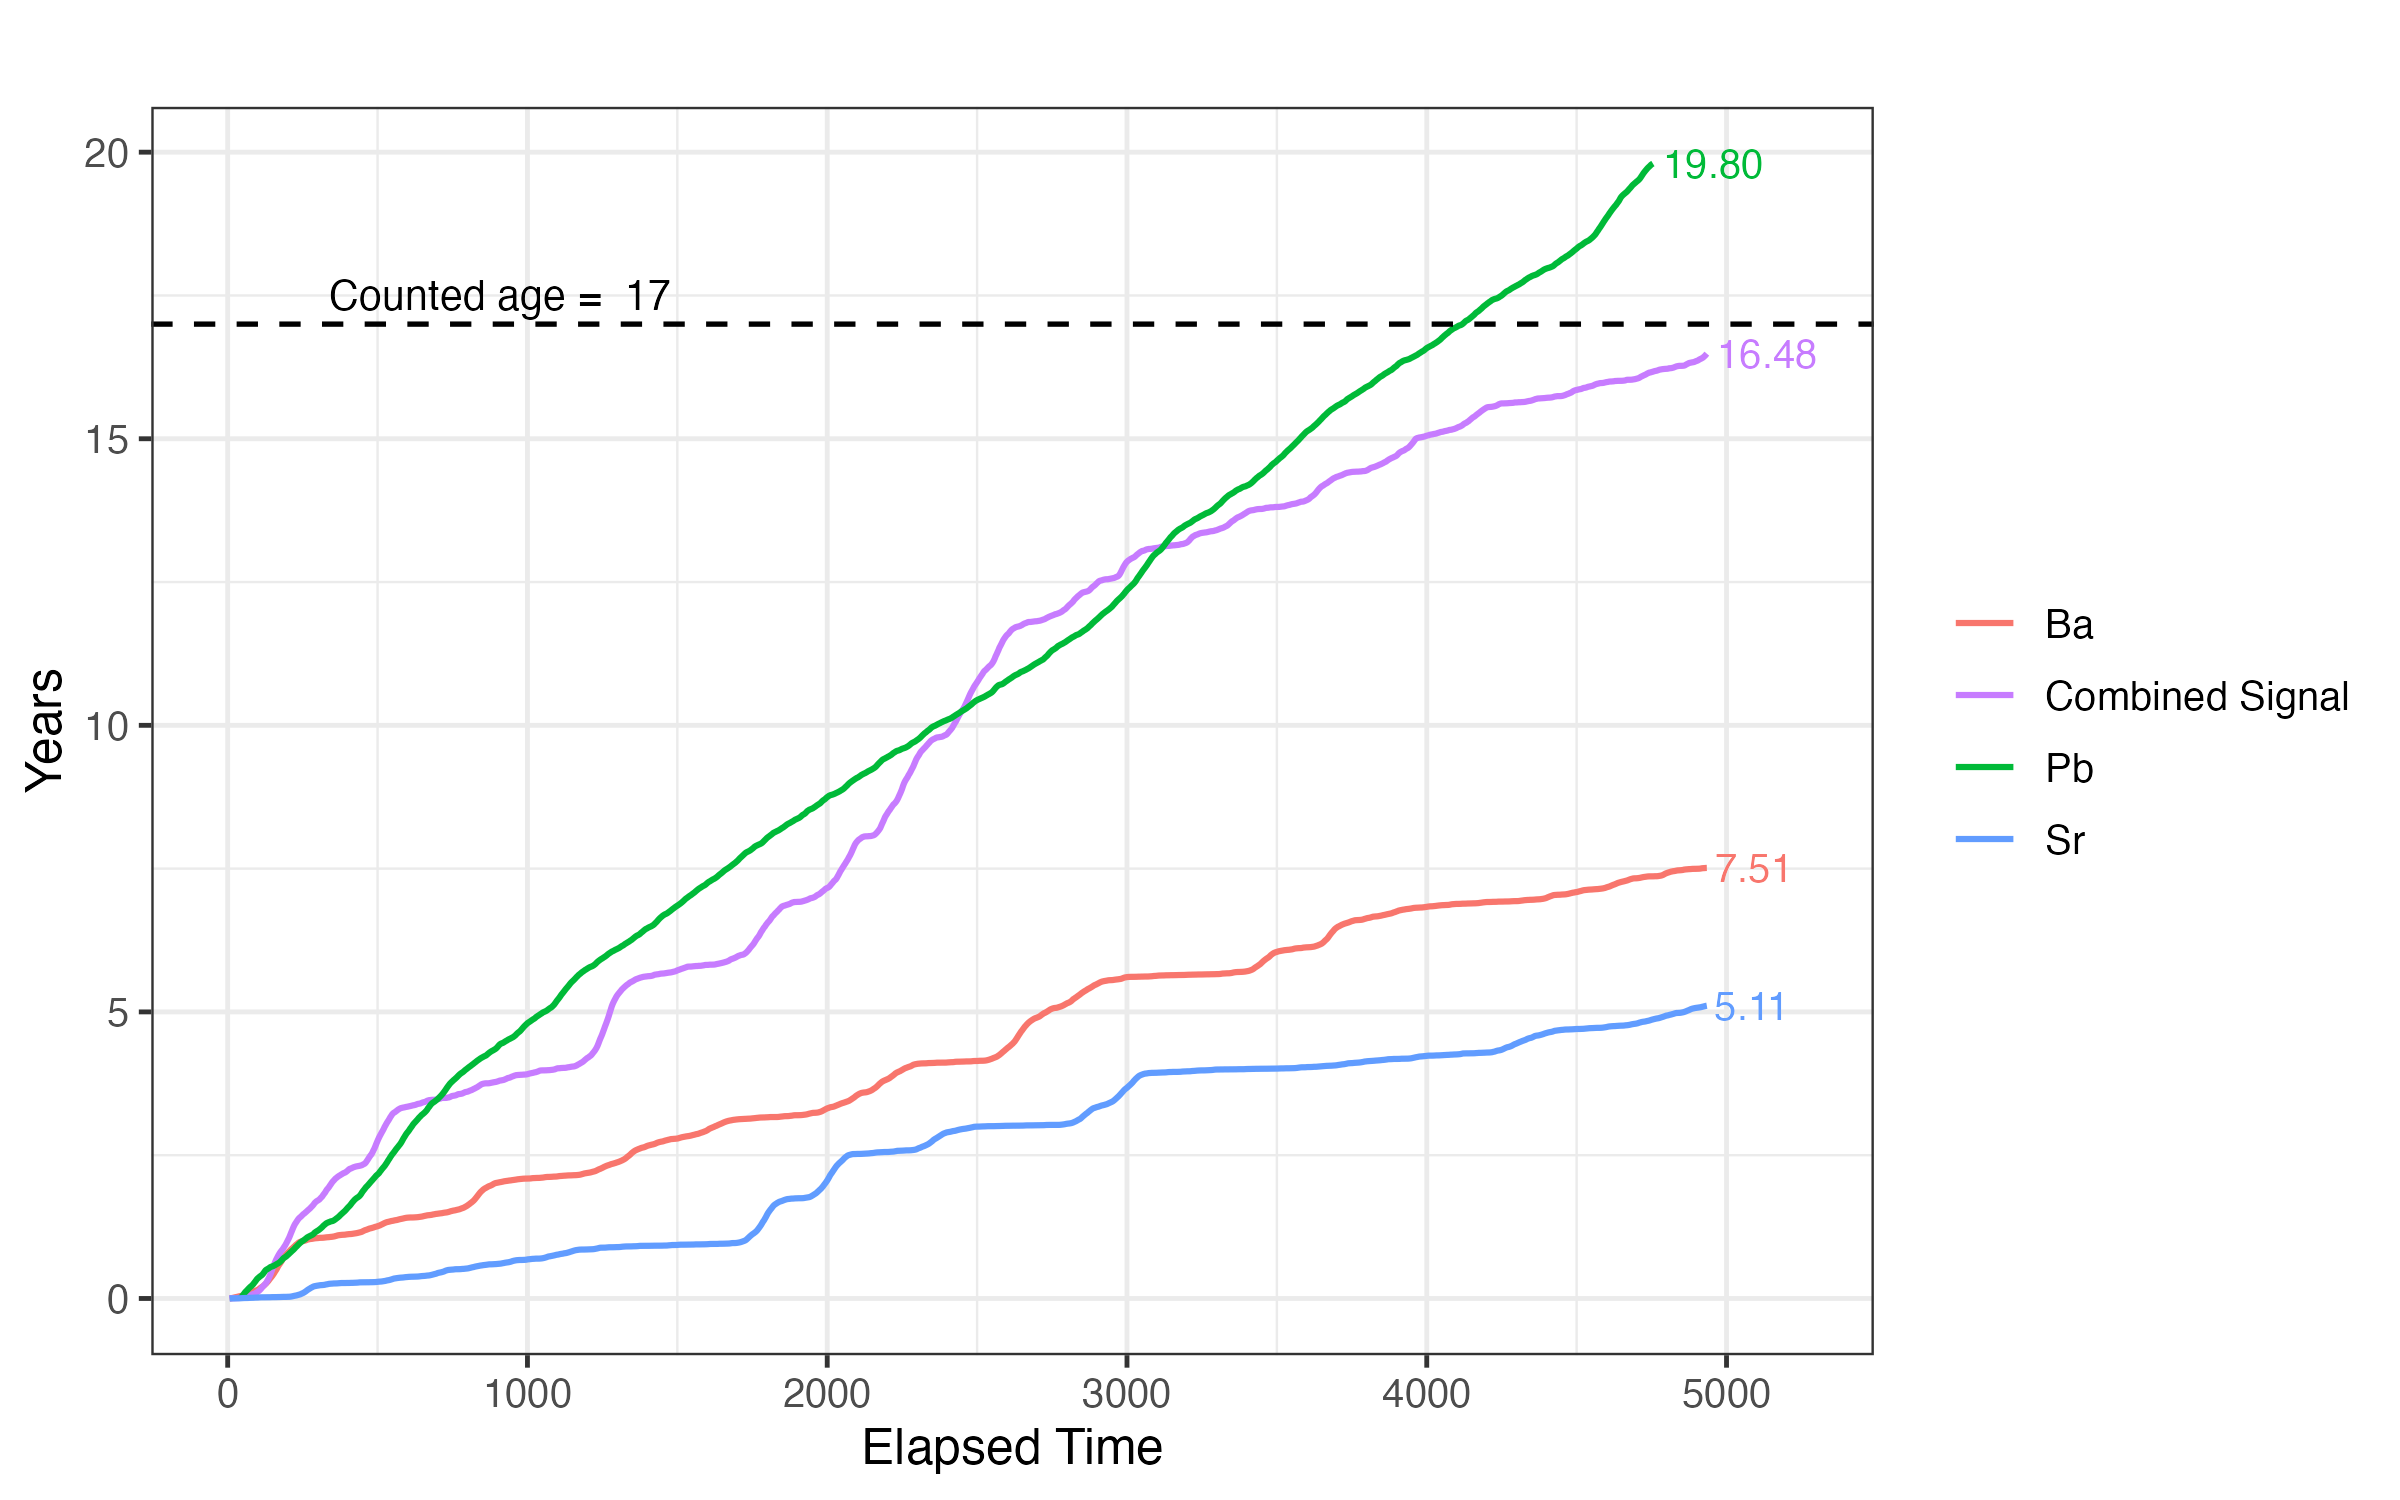 20
15
10
5
0
Years
Counted age =  17
19.80
16.48
7.51
5.11
0 1000 2000 3000 4000 5000
Elapsed Time
Ba
Combined Signal
Pb
Sr